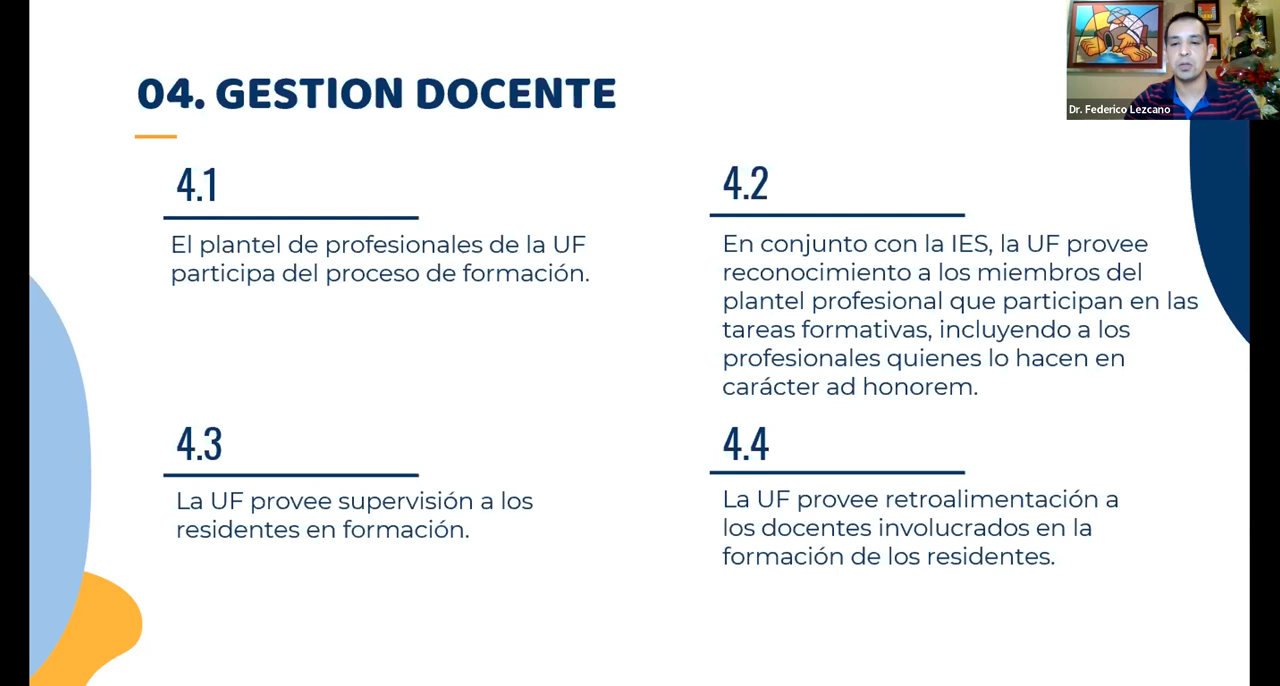 04. GESTION DOCENTE
4.1
El plantel de profesionales de la UF
participa del proceso de formación.
4.2
En conjunto con la IES, la UF provee
reconocimiento a los miembros del
plantel profesional que participan en las
tareas formativas, incluyendo a los
profesionales quienes lo hacen en
carácter ad honorem.
4.3
La UF provee supervisión a los
residentes en formación.
4.4
La UF provee retroalimentación a
los docentes involucrados en la
formación de los residentes.
Dr. Federico Lezcano